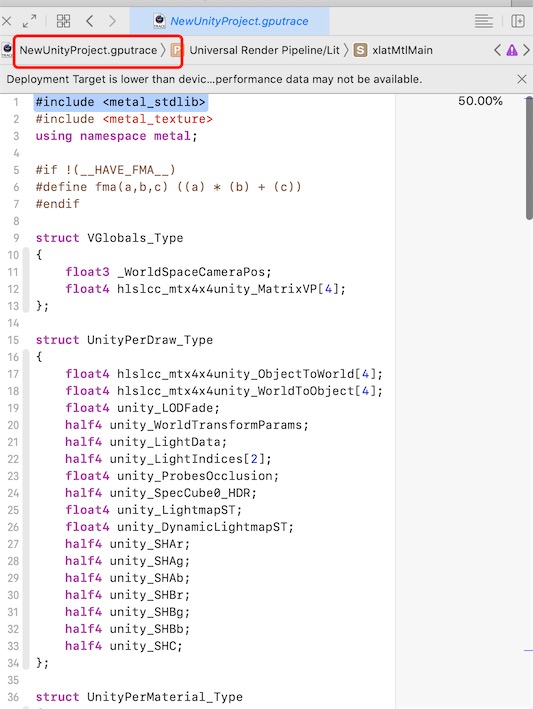 NewUnityProject.gputrace
NewUnityProject.gputrace P Universal Render Pipeline/Lit S xlatMtlMain
Deployment Target is lower than devic...performance data may not be available.
1 #include <metal_stdlib> 50.00%
2 #include <metal_texture>
3 using namespace metal;
4
5 #if !(__HAVE_FMA__)
6 #define fma(a,b,c) ((a) * (b) + (c))
7 #endif
8
9 struct VGlobals_Type
10 {
11 float3 _WorldSpaceCameraPos;
12 float4 hlslcc_mtx4x4unity_MatrixVP[4];
13 };
14
15 struct UnityPerDraw_Type
16 {
17 float4 hlslcc_mtx4x4unity_ObjectToWorld[4];
18 float4 hlslcc_mtx4x4unity_WorldToObject[4];
19 float4 unity_LODFade;
20 half4 unity_WorldTransformParams;
21 half4 unity_LightData;
22 half4 unity_LightIndices[2];
23 float4 unity_ProbesOcclusion;
24 half4 unity_SpecCube0_HDR;
25 float4 unity_LightmapST;
26 float4 unity_DynamicLightmapST;
27 half4 unity_SHAr;
28 half4 unity_SHAg;
29 half4 unity_SHAb;
30 half4 unity_SHBr;
31 half4 unity_SHBg;
32 half4 unity_SHBb;
33 half4 unity_SHC;
34 };
35
36 struct UnityPerMaterial_Type